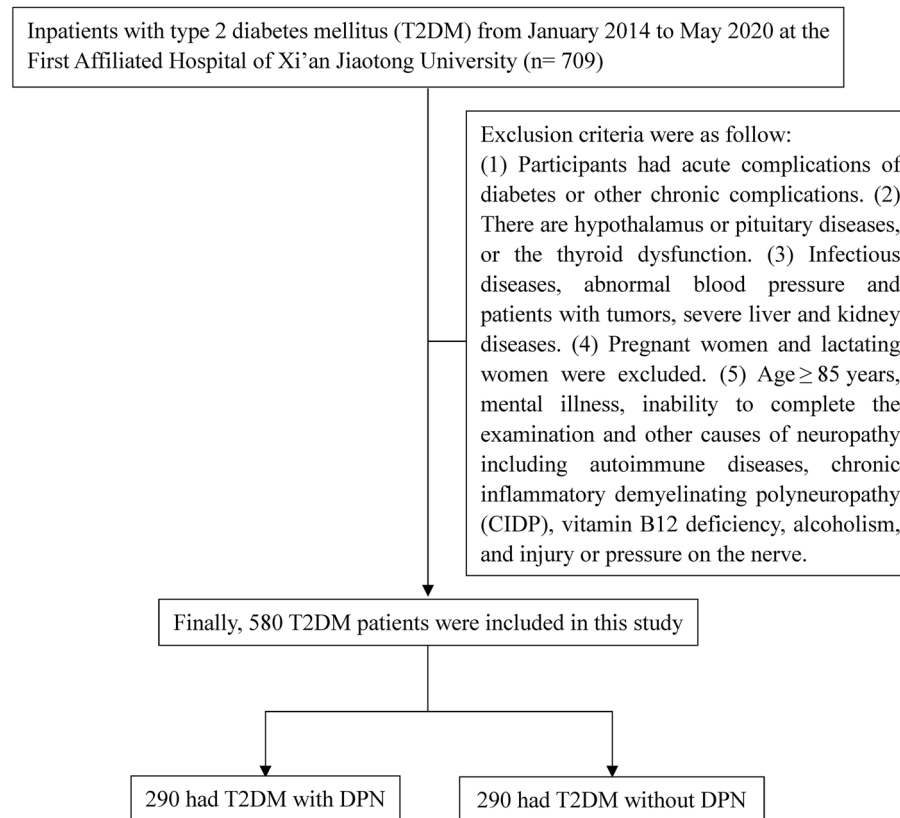 Inpatients with type 2 diabetes mellitus (T2DM) from January 2014 to May 2020 at the
First Affiliated Hospital of Xi’an Jiaotong University (n= 709)
Exclusion criteria were as follow:
(1) Participants had acute complications of
diabetes or other chronic complications. (2)
There are hypothalamus or pituitary diseases,
or the thyroid dysfunction. (3) Infectious
diseases, abnormal blood pressure and
patients with tumors, severe liver and kidney
diseases. (4) Pregnant women and lactating
women were excluded. (5) Age ≥ 85 years,
mental illness, inability to complete the
examination and other causes of neuropathy
including autoimmune diseases, chronic
inflammatory demyelinating polyneuropathy
(CIDP), vitamin B12 deficiency, alcoholism,
and injury or pressure on the nerve.
Finally, 580 T2DM patients were included in this study
290 had T2DM with DPN
290 had T2DM without DPN